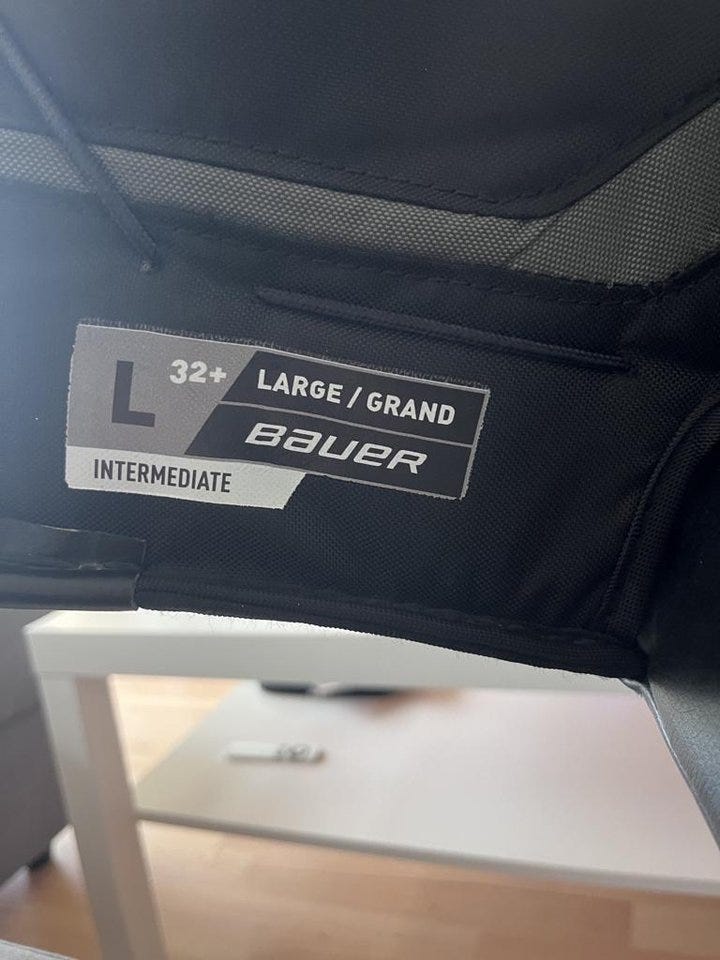 L 32+ LARGE / GRAND
BAUER
INTERMEDIATE